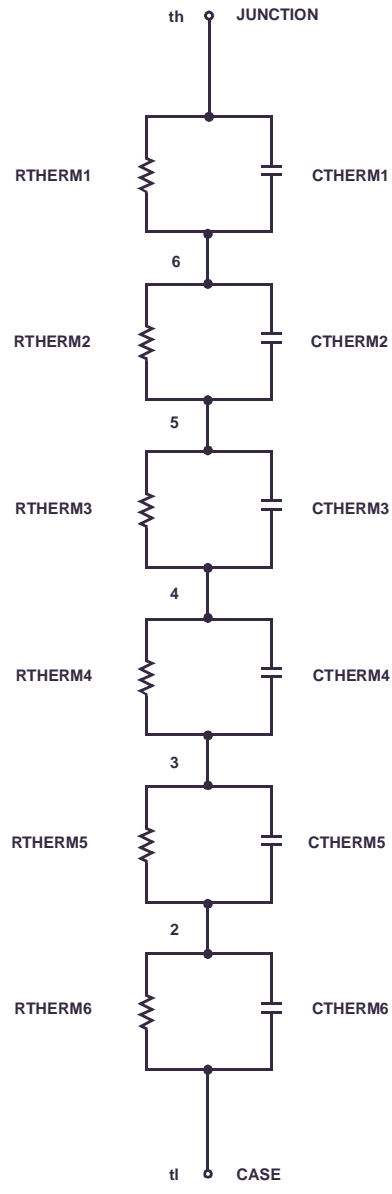 th JUNCTION
RTHERM1 CTHERM1
6
RTHERM2 CTHERM2
5
RTHERM3 CTHERM3
4
RTHERM4 CTHERM4
3
RTHERM5 CTHERM5
2
RTHERM6 CTHERM6
tl CASE